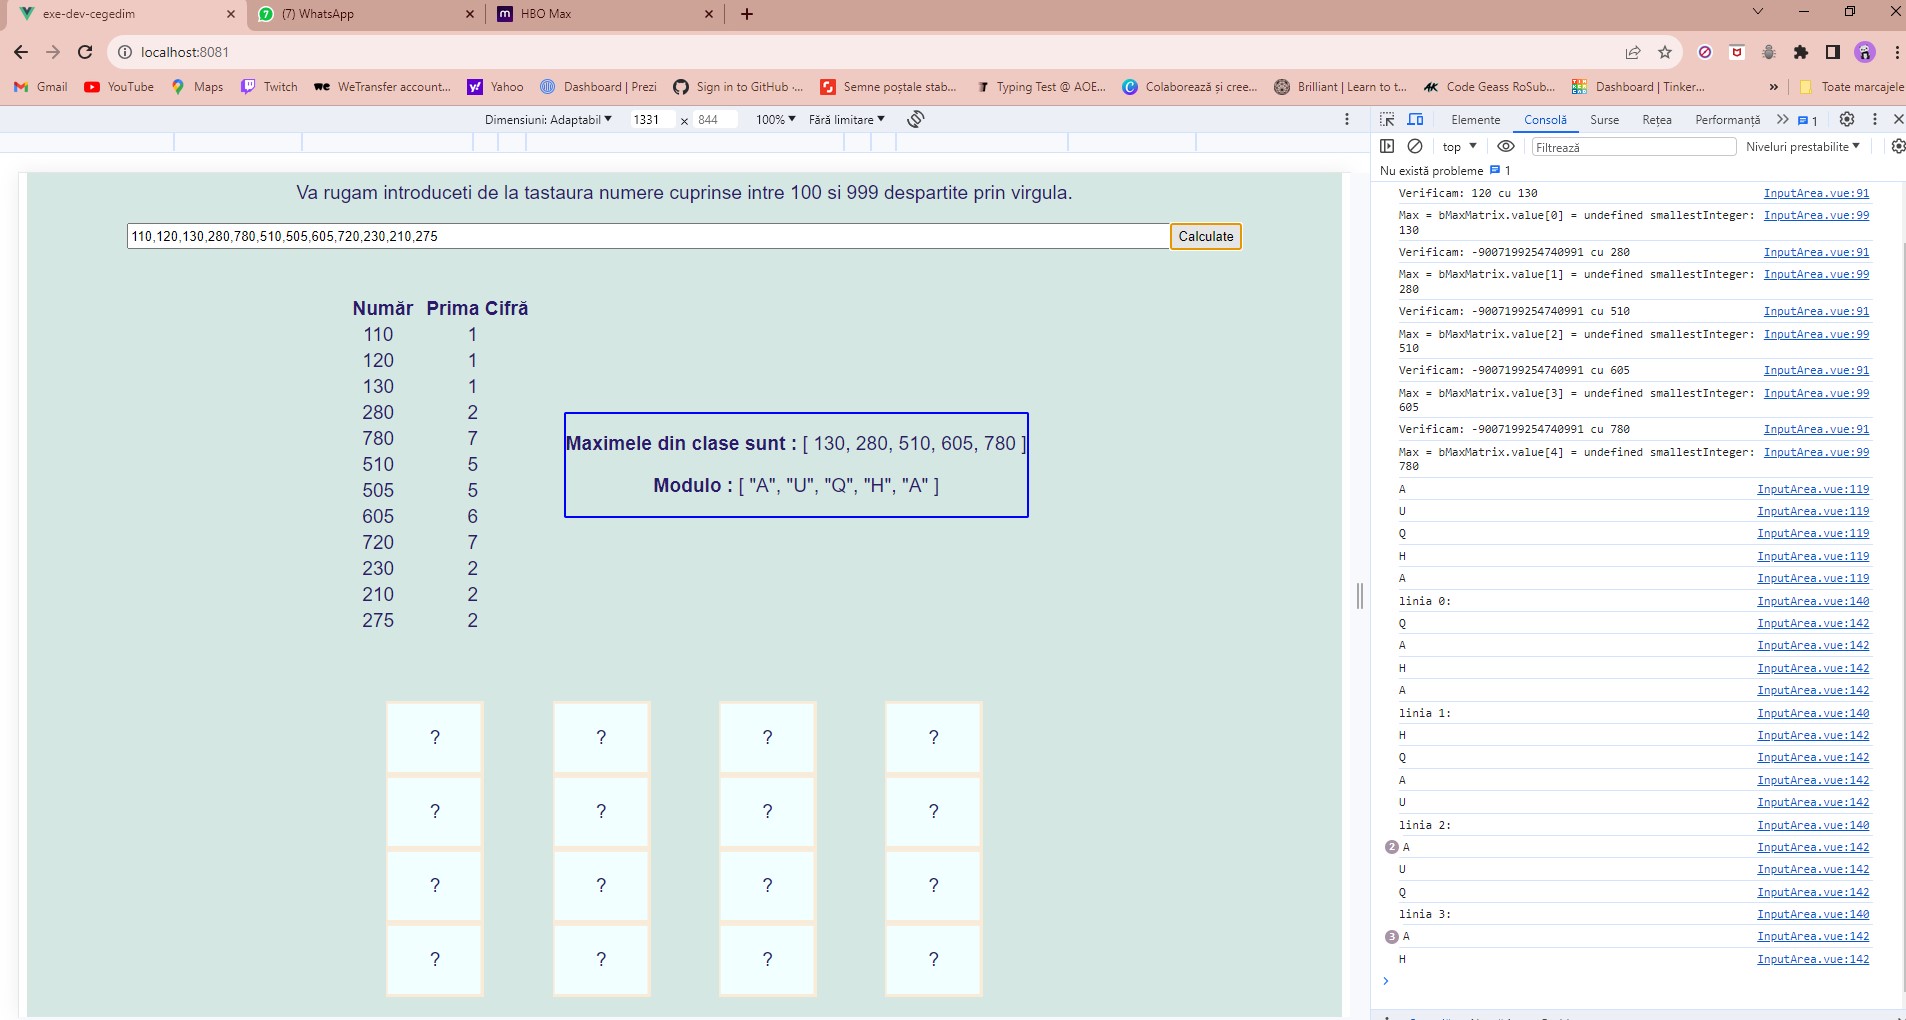 exe-dev-cegedim
(7) WhatsApp
HBO Max
localhost:8081
Gmail YouTube Maps Twitch WeTransfer account... Yahoo Dashboard | Prezi Sign in to GitHub ·... Semne poștale stab... Typing Test @ AOE... Colaborează și cree... Brilliant | Learn to t... Code Geass RoSub... Dashboard | Tinker... » Toate marcajele
Dimensiuni: Adaptabil 1331 x 844 100% Fără limitare
Va rugam introduceti de la tastaura numere cuprinse intre 100 si 999 despartite prin virgula.
110,120,130,280,780,510,505,605,720,230,210,275 Calculate
Număr Prima Cifră
110 1
120 1
130 1
280 2
780 7
510 5
505 5
605 6
720 7
230 2
210 2
275 2
Maximele din clase sunt : [ 130, 280, 510, 605, 780 ]
Modulo : [ "A", "U", "Q", "H", "A" ]
? ? ? ?
? ? ? ?
? ? ? ?
? ? ? ?
Elemente Consolă Surse Rețea Performanță 1
top Filtrează Niveluri prestabilite
Nu există probleme 1
Verificam: 120 cu 130 InputArea.vue:91
Max = bMaxMatrix.value[0] = undefined smallestInteger: InputArea.vue:99
130
Verificam: -9007199254740991 cu 280 InputArea.vue:91
Max = bMaxMatrix.value[1] = undefined smallestInteger: InputArea.vue:99
280
Verificam: -9007199254740991 cu 510 InputArea.vue:91
Max = bMaxMatrix.value[2] = undefined smallestInteger: InputArea.vue:99
510
Verificam: -9007199254740991 cu 605 InputArea.vue:91
Max = bMaxMatrix.value[3] = undefined smallestInteger: InputArea.vue:99
605
Verificam: -9007199254740991 cu 780 InputArea.vue:91
Max = bMaxMatrix.value[4] = undefined smallestInteger: InputArea.vue:99
780
A InputArea.vue:119
U InputArea.vue:119
Q InputArea.vue:119
H InputArea.vue:119
A InputArea.vue:119
linia 0: InputArea.vue:140
Q InputArea.vue:142
A InputArea.vue:142
H InputArea.vue:142
A InputArea.vue:142
linia 1: InputArea.vue:140
H InputArea.vue:142
Q InputArea.vue:142
A InputArea.vue:142
U InputArea.vue:142
linia 2: InputArea.vue:140
2 A InputArea.vue:142
U InputArea.vue:142
Q InputArea.vue:142
linia 3: InputArea.vue:140
3 A InputArea.vue:142
H InputArea.vue:142